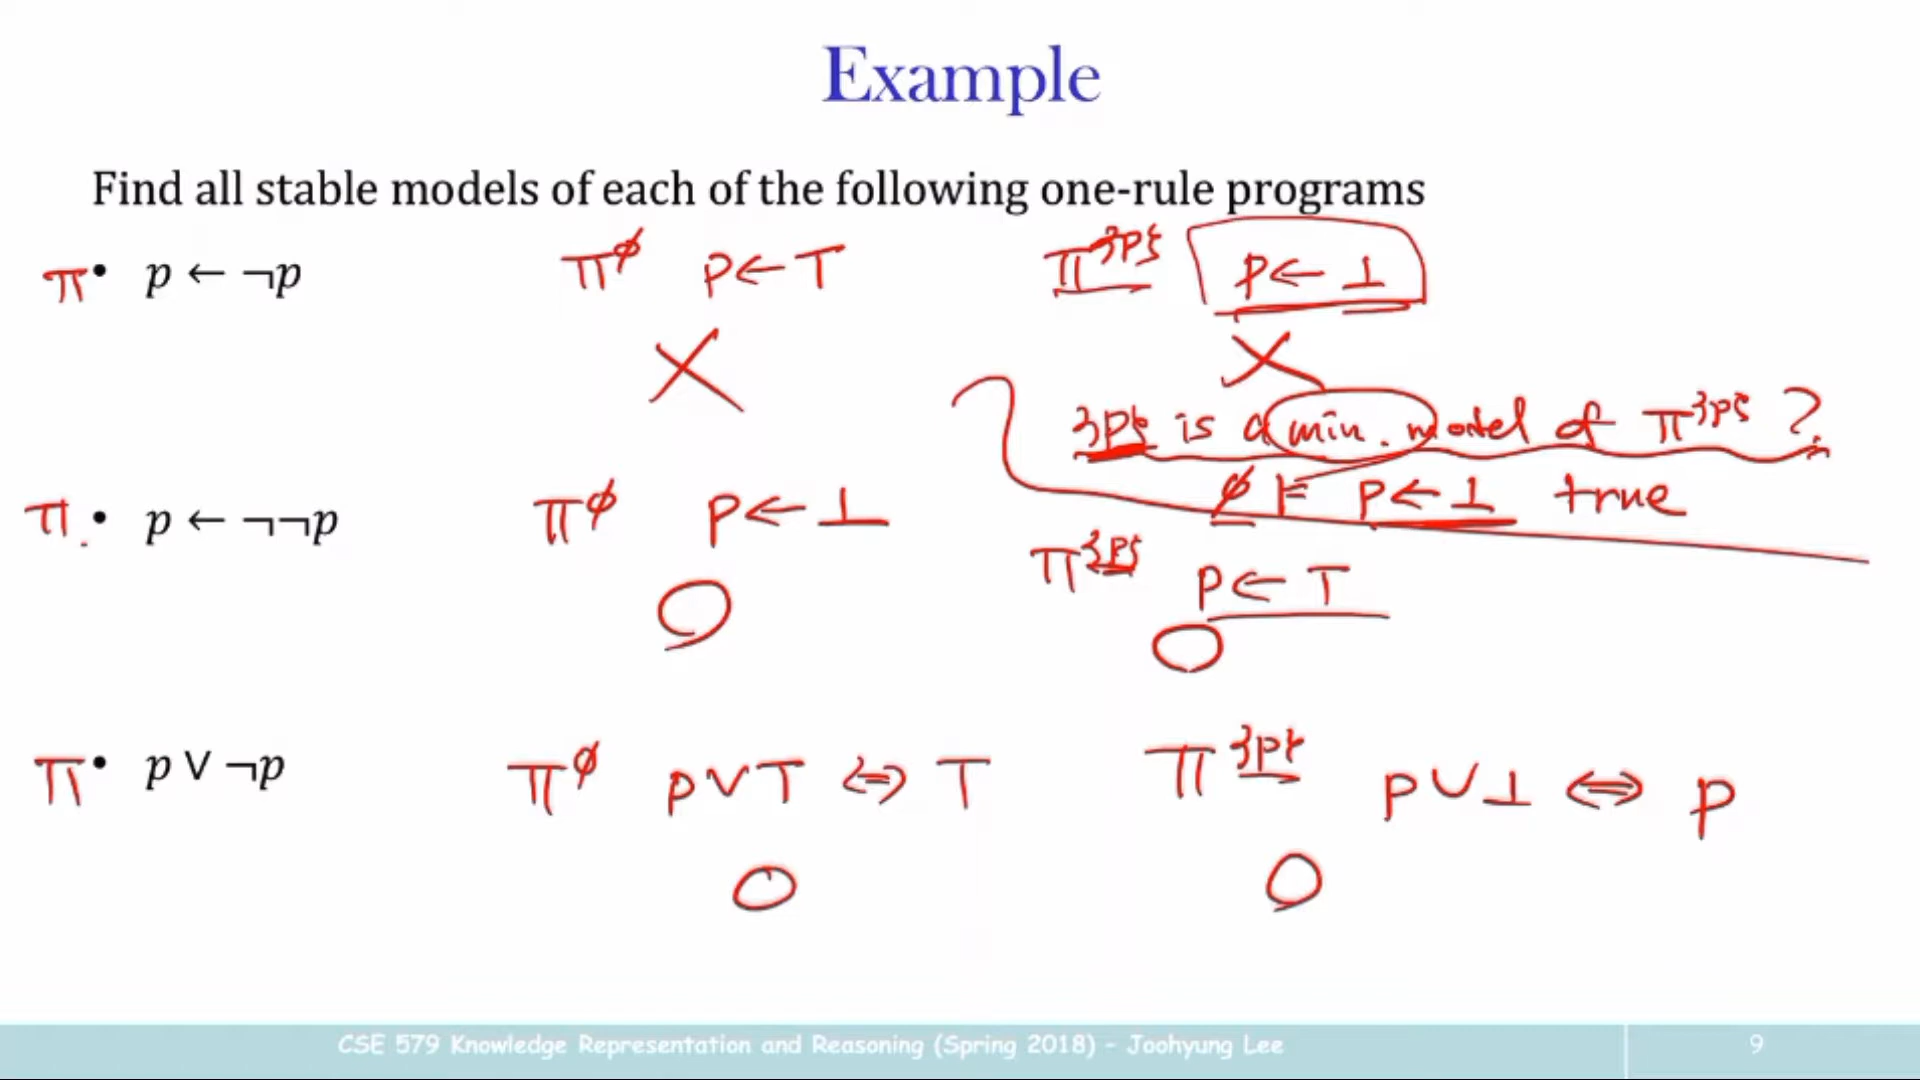 Example
Find all stable models of each of the following one-rule programs
π • p ← ¬p    π^∅  p ← ⊤    π^{p}  p ← ⊥
{p} is a min. model of π^{p} ?
∅ ⊨ p ← ⊥ true
π • p ← ¬¬p    π^∅  p ← ⊥
π^{p}  p ← ⊤
π • p ∨ ¬p    π^∅  p ∨ ⊤ ⇔ ⊤    π^{p}  p ∨ ⊥ ⇔ p
CSE 579 Knowledge Representation and Reasoning (Spring 2018) - Joohyung Lee    9